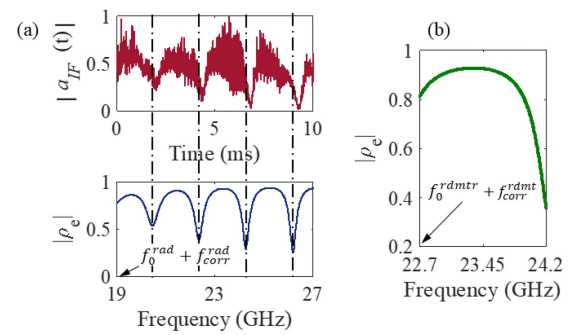 (a)
| a_IF (t) |
1
0.5
0
0 5 10
Time (ms)
|ρ_e|
1
0.5
0
f_0^rad + f_corr^rad
19 23 27
Frequency (GHz)
(b)
|ρ_e|
1
0.8
0.6
0.4
0.2
f_0^rdmtr + f_corr^rdmt
22.7 23.45 24.2
Frequency (GHz)